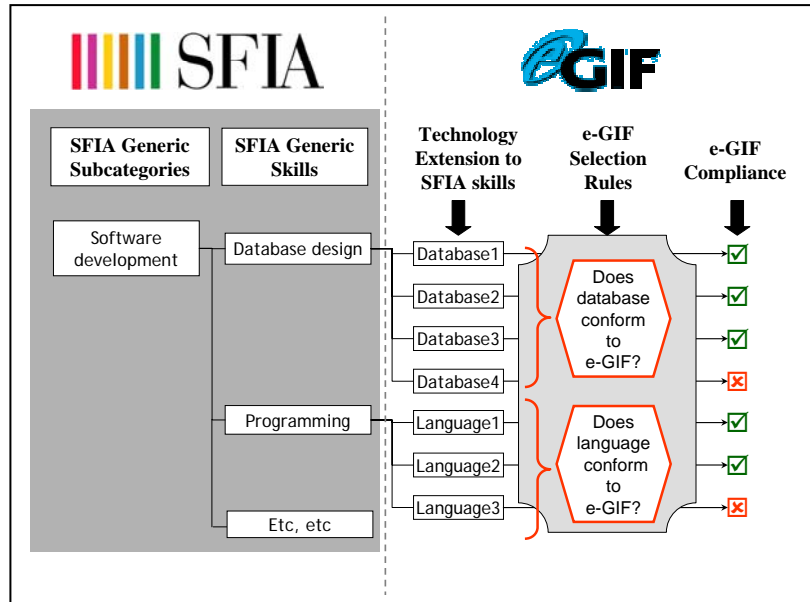 SFIA
eGIF
SFIA Generic
Subcategories
SFIA Generic
Skills
Technology
Extension to
SFIA skills
e-GIF
Selection
Rules
e-GIF
Compliance
Software
development
Database design
Programming
Etc, etc
Database1
Database2
Database3
Database4
Language1
Language2
Language3
Does
database
conform
to
e-GIF?
Does
language
conform
to
e-GIF?